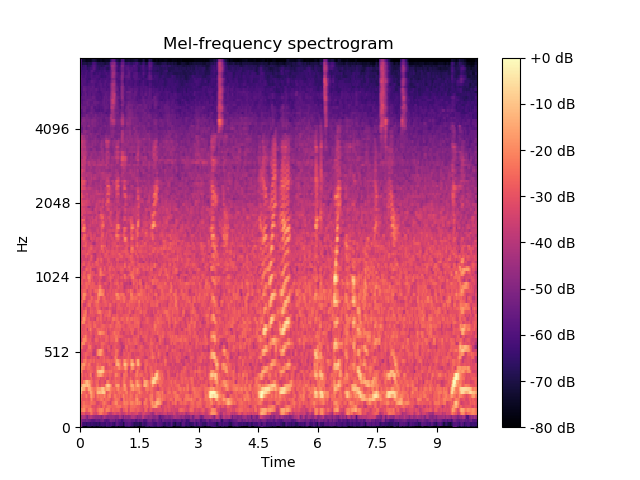 Mel-frequency spectrogram
+0 dB
-10 dB
4096
-20 dB
-30 dB
2048
Hz
-40 dB
1024
-50 dB
-60 dB
512
-70 dB
0
-80 dB
0 1.5 3 4.5 6 7.5 9
Time